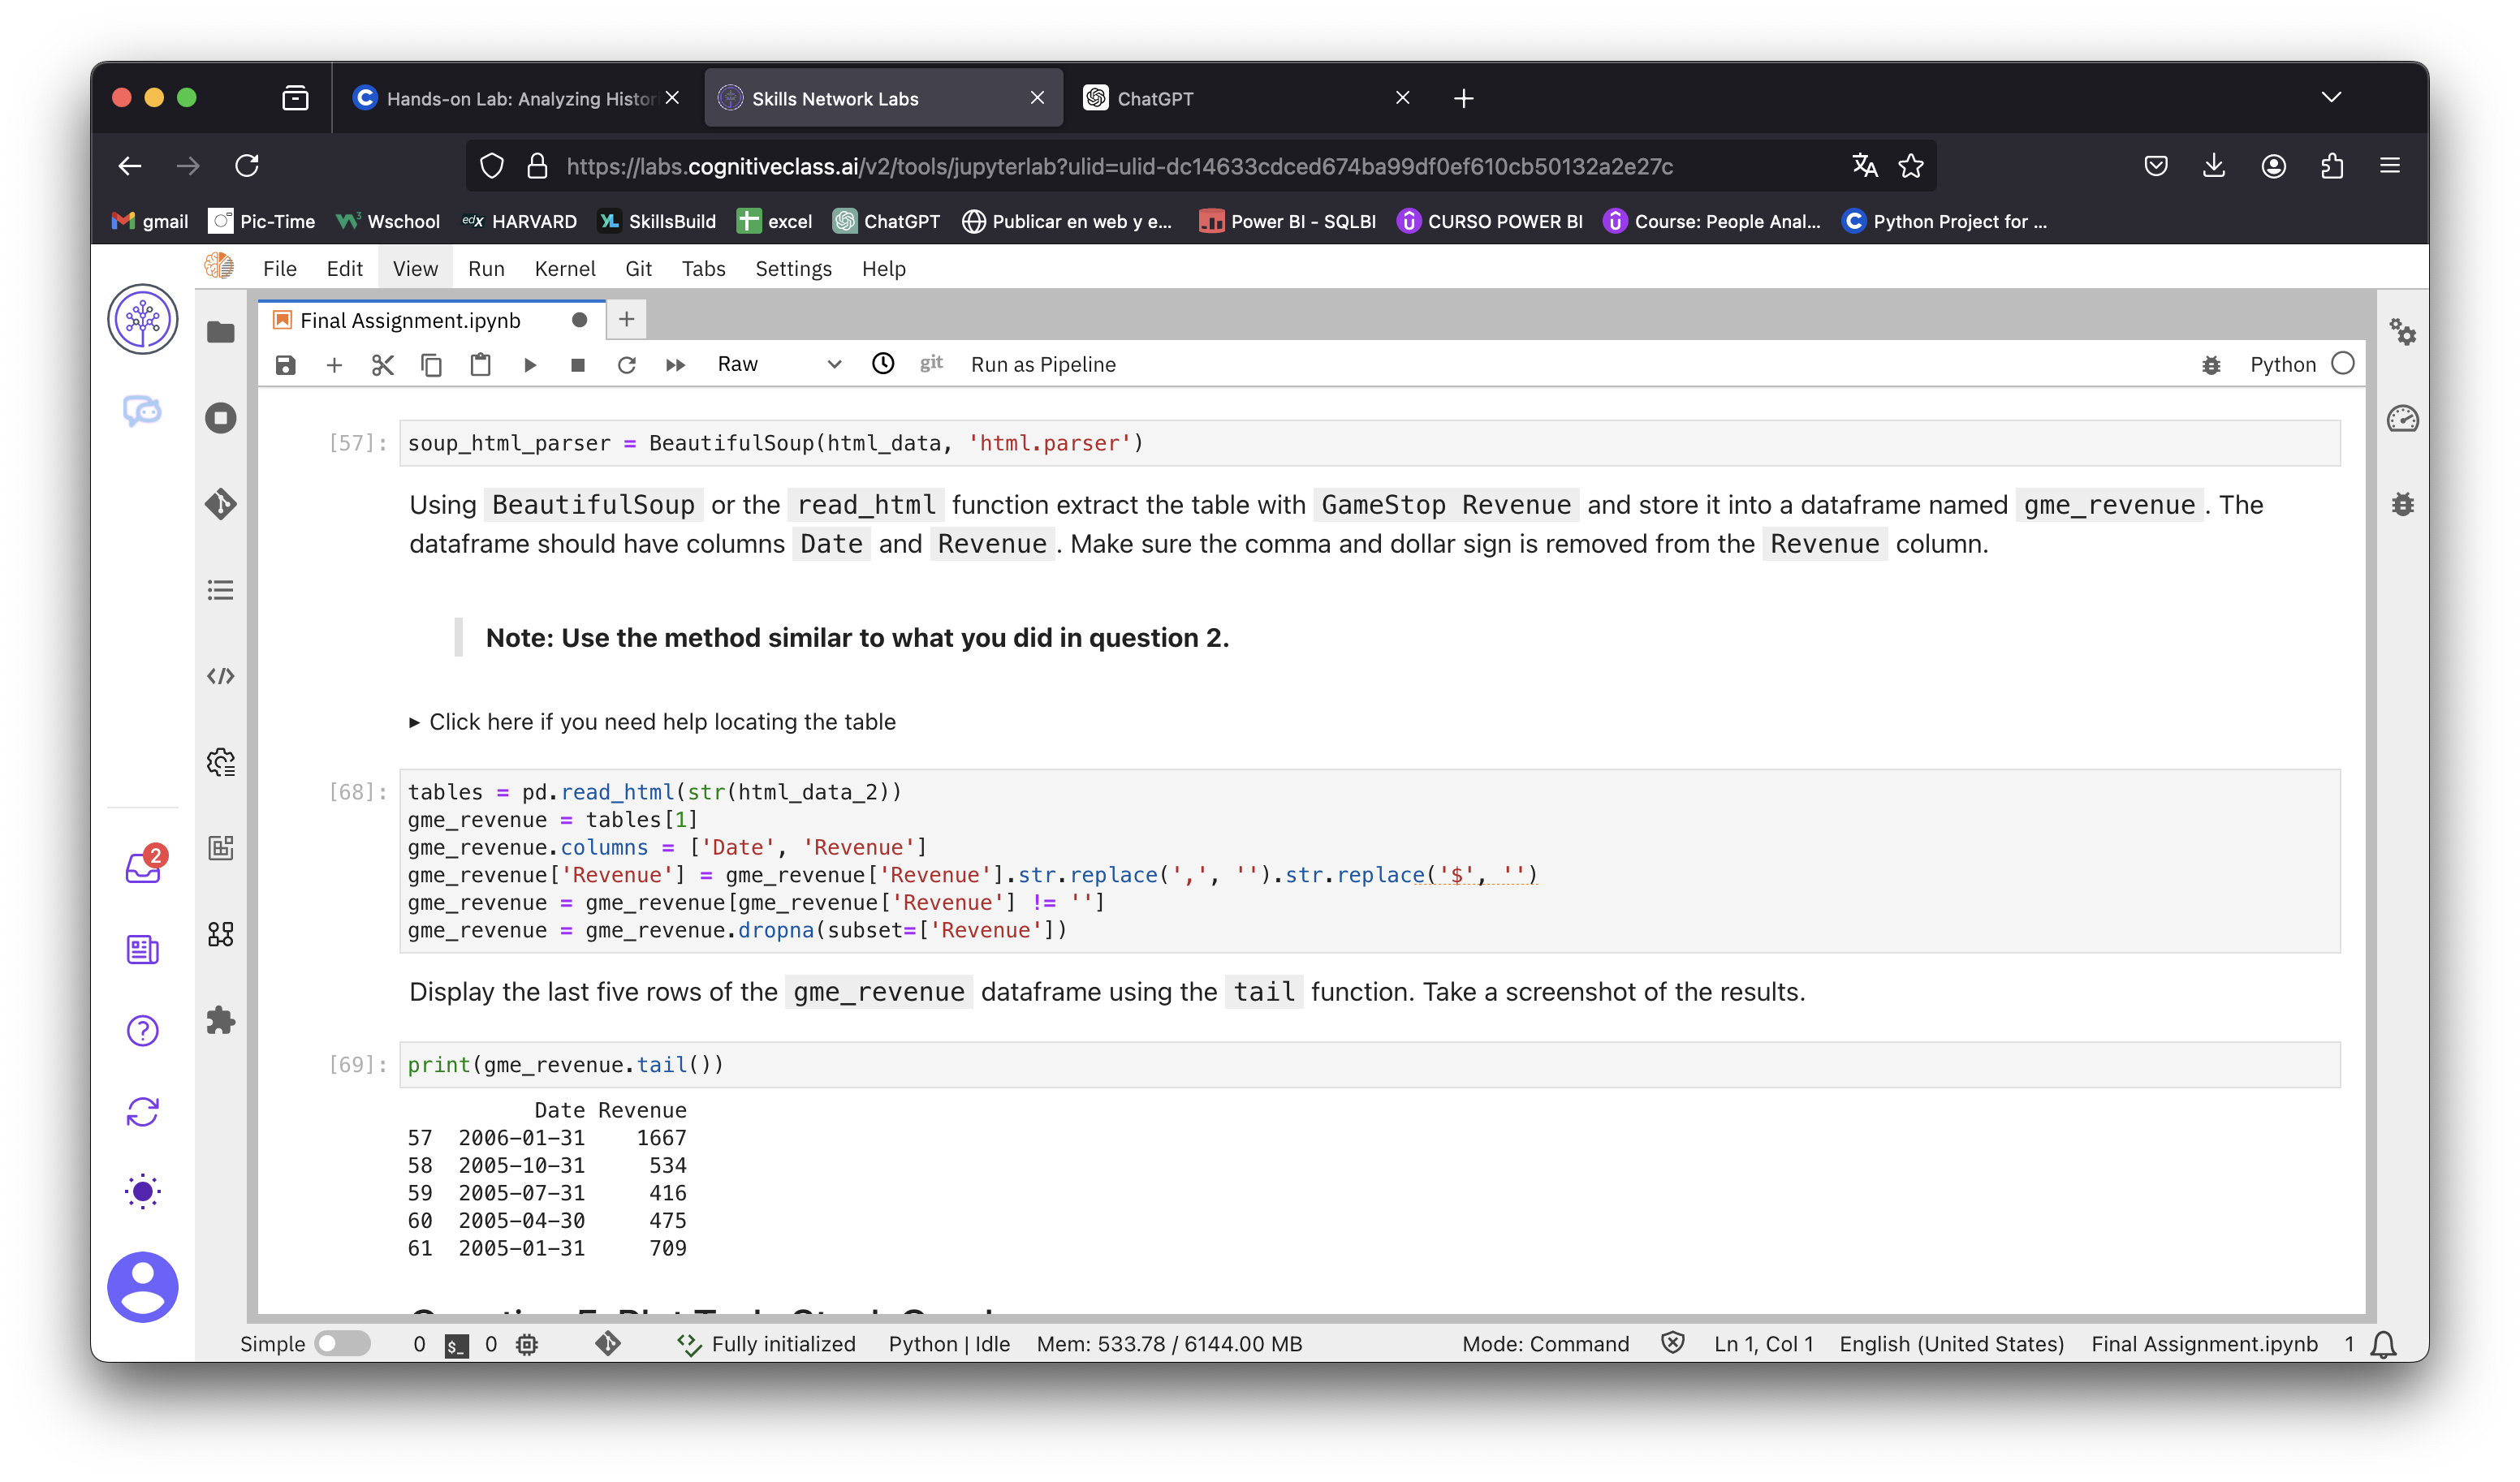 Hands-on Lab: Analyzing Histor
Skills Network Labs
ChatGPT
https://labs.cognitiveclass.ai/v2/tools/jupyterlab?ulid=ulid-dc14633cdced674ba99df0ef610cb50132a2e27c
gmail Pic-Time Wschool edX HARVARD YL SkillsBuild excel ChatGPT Publicar en web y e... Power BI - SQLBI CURSO POWER BI Course: People Anal... Python Project for ...
File Edit View Run Kernel Git Tabs Settings Help
Final Assignment.ipynb
Raw git Run as Pipeline Python
[57]: soup_html_parser = BeautifulSoup(html_data, 'html.parser')
Using BeautifulSoup or the read_html function extract the table with GameStop Revenue and store it into a dataframe named gme_revenue. The
dataframe should have columns Date and Revenue. Make sure the comma and dollar sign is removed from the Revenue column.
Note: Use the method similar to what you did in question 2.
Click here if you need help locating the table
[68]: tables = pd.read_html(str(html_data_2))
gme_revenue = tables[1]
gme_revenue.columns = ['Date', 'Revenue']
gme_revenue['Revenue'] = gme_revenue['Revenue'].str.replace(',', '').str.replace('$', '')
gme_revenue = gme_revenue[gme_revenue['Revenue'] != '']
gme_revenue = gme_revenue.dropna(subset=['Revenue'])
Display the last five rows of the gme_revenue dataframe using the tail function. Take a screenshot of the results.
[69]: print(gme_revenue.tail())
Date Revenue
57 2006-01-31 1667
58 2005-10-31 534
59 2005-07-31 416
60 2005-04-30 475
61 2005-01-31 709
2
Simple 0 $_ 0 Fully initialized Python | Idle Mem: 533.78 / 6144.00 MB Mode: Command Ln 1, Col 1 English (United States) Final Assignment.ipynb 1